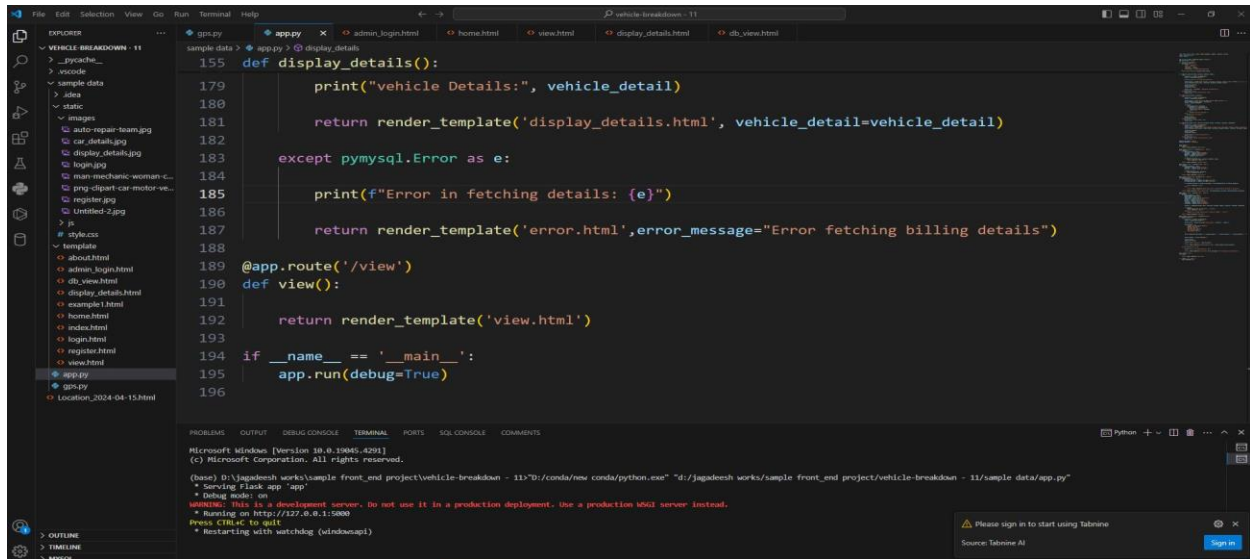 File Edit Selection View Go Run Terminal Help
vehicle-breakdown - 11
EXPLORER
VEHICLE-BREAKDOWN - 11
__pycache__
.vscode
sample data
.idea
static
images
auto-repair-team.jpg
car_details.jpg
display_details.jpg
login.jpg
man-mechanic-woman-c...
png-clipart-car-motor-ve...
register.jpg
Untitled-2.jpg
js
# style.css
template
about.html
admin_login.html
db_view.html
display_details.html
example1.html
home.html
index.html
login.html
register.html
view.html
app.py
gps.py
Location_2024-04-15.html
OUTLINE
TIMELINE
MYSQL
gps.py app.py admin_login.html home.html view.html display_details.html db_view.html
sample data > app.py > display_details
155 def display_details():
179 print("vehicle Details:", vehicle_detail)
180
181 return render_template('display_details.html', vehicle_detail=vehicle_detail)
182
183 except pymysql.Error as e:
184
185 print(f"Error in fetching details: {e}")
186
187 return render_template('error.html',error_message="Error fetching billing details")
188
189 @app.route('/view')
190 def view():
191
192 return render_template('view.html')
193
194 if __name__ == '__main__':
195 app.run(debug=True)
196
PROBLEMS OUTPUT DEBUG CONSOLE TERMINAL PORTS SQL CONSOLE COMMENTS
Python
Microsoft Windows [Version 10.0.19045.4291]
(c) Microsoft Corporation. All rights reserved.
(base) D:\jagadeesh works\sample front_end project\vehicle-breakdown - 11>"D:/conda/new conda/python.exe" "d:/jagadeesh works/sample front_end project/vehicle-breakdown - 11/sample data/app.py"
* Serving Flask app 'app'
* Debug mode: on
WARNING: This is a development server. Do not use it in a production deployment. Use a production WSGI server instead.
* Running on http://127.0.0.1:5000
Press CTRL+C to quit
* Restarting with watchdog (windowsapi)
Please sign in to start using Tabnine
Source: Tabnine AI
Sign in